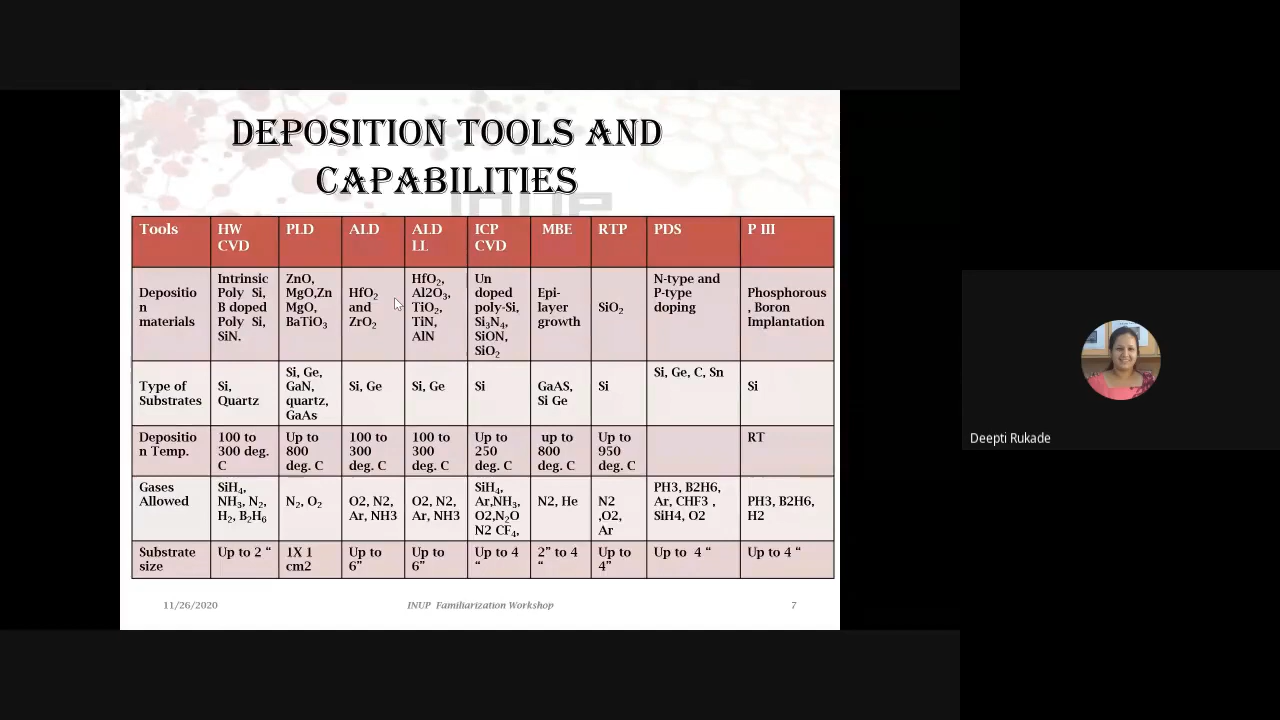 DEPOSITION TOOLS AND
CAPABILITIES
INUP
Tools
HW
CVD
PLD
ALD
ALD
LL
ICP
CVD
MBE
RTP
PDS
P III
Depositio
n
materials
Intrinsic
Poly Si,
B doped
Poly Si,
SiN.
ZnO,
MgO,Zn
MgO,
BaTiO₃
HfO₂
and
ZrO₂
HfO₂,
Al2O₃,
TiO₂,
TiN,
AlN
Un
doped
poly-Si,
Si₃N₄,
SiON,
SiO₂
Epi-
layer
growth
SiO₂
N-type and
P-type
doping
Phosphorous
, Boron
Implantation
Type of
Substrates
Si,
Quartz
Si, Ge,
GaN,
quartz,
GaAs
Si, Ge
Si, Ge
Si
GaAS,
Si Ge
Si
Si, Ge, C, Sn
Si
Depositio
n Temp.
100 to
300 deg.
C
Up to
800
deg. C
100 to
300
deg. C
100 to
300
deg. C
Up to
250
deg. C
up to
800
deg. C
Up to
950
deg. C
RT
Gases
Allowed
SiH₄,
NH₃, N₂,
H₂, B₂H₆
N₂, O₂
O2, N2,
Ar, NH3
O2, N2,
Ar, NH3
SiH₄,
Ar,NH₃,
O2,N₂O
N2 CF₄,
N2, He
N2
,O2,
Ar
PH3, B2H6,
Ar, CHF3 ,
SiH4, O2
PH3, B2H6,
H2
Substrate
size
Up to 2 “
1X 1
cm2
Up to
6”
Up to
6”
Up to 4
“
2” to 4
“
Up to
4”
Up to 4 “
Up to 4 “
11/26/2020
INUP Familiarization Workshop
7
Deepti Rukade